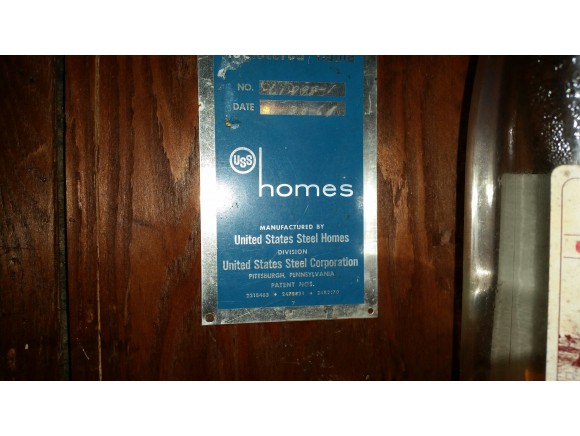 NO.
DATE
USS
homes
MANUFACTURED BY
United States Steel Homes
DIVISION
United States Steel Corporation
PITTSBURGH, PENNSYLVANIA
PATENT NOS.